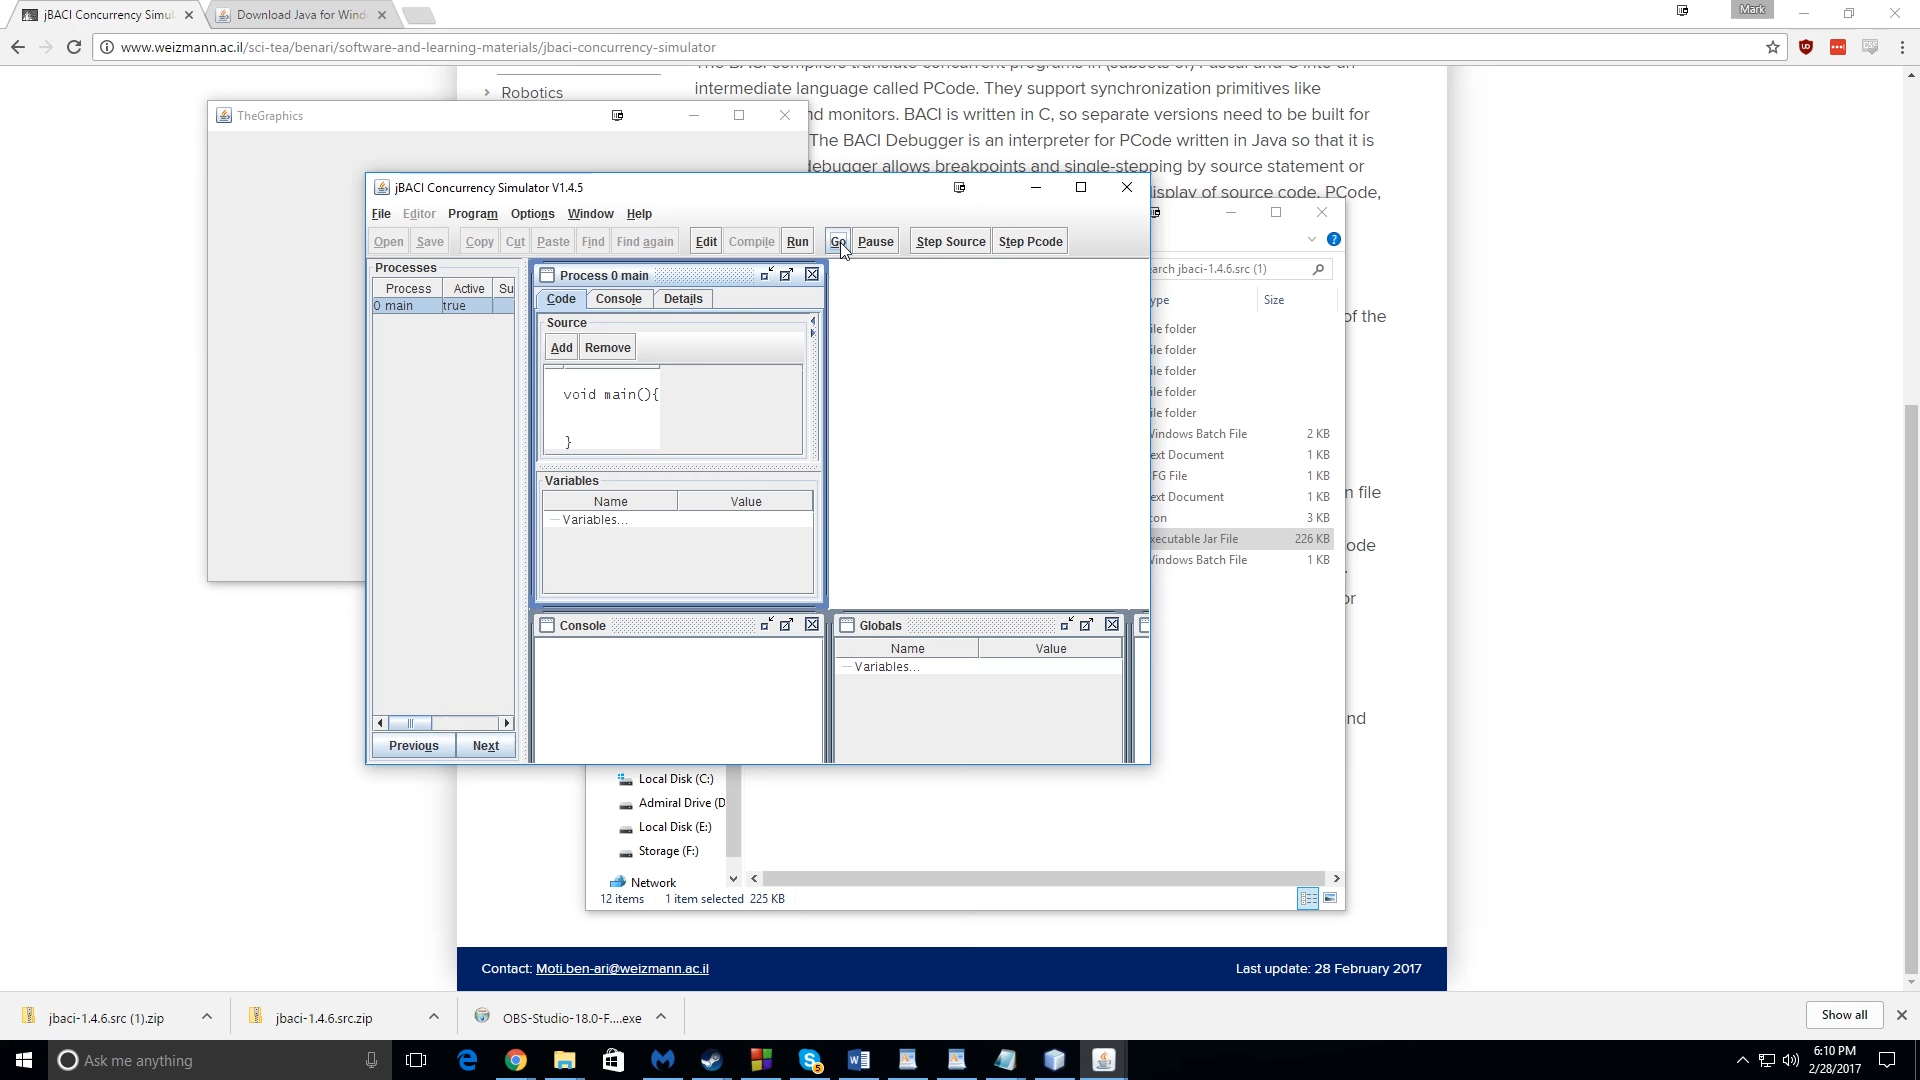 jBACI Concurrency Simul
Download Java for Wind
Mark
www.weizmann.ac.il/sci-tea/benari/software-and-learning-materials/jbaci-concurrency-simulator
Robotics
intermediate language called PCode. They support synchronization primitives like
nd monitors. BACI is written in C, so separate versions need to be built for
The BACI Debugger is an interpreter for PCode written in Java so that it is
debugger allows breakpoints and single-stepping by source statement or
display of source code, PCode,
TheGraphics
jBACI Concurrency Simulator V1.4.5
File Editor Program Options Window Help
Open Save Copy Cut Paste Find Find again Edit Compile Run Go Pause Step Source Step Pcode
Processes
Process Active Su
0 main true
Previous Next
Process 0 main
Code Console Details
Source
Add Remove
void main(){
}
Variables
Name Value
Variables...
Console
Globals
Name Value
Variables...
earch jbaci-1.4.6.src (1)
ype Size
ile folder
ile folder
ile folder
ile folder
ile folder
Windows Batch File 2 KB
ext Document 1 KB
FG File 1 KB
ext Document 1 KB
con 3 KB
xecutable Jar File 226 KB
Windows Batch File 1 KB
of the
n file
ode
or
nd
Local Disk (C:)
Admiral Drive (D
Local Disk (E:)
Storage (F:)
Network
12 items 1 item selected 225 KB
Contact: Moti.ben-ari@weizmann.ac.il
Last update: 28 February 2017
jbaci-1.4.6.src (1).zip
jbaci-1.4.6.src.zip
OBS-Studio-18.0-F....exe
Show all
Ask me anything
6:10 PM
2/28/2017